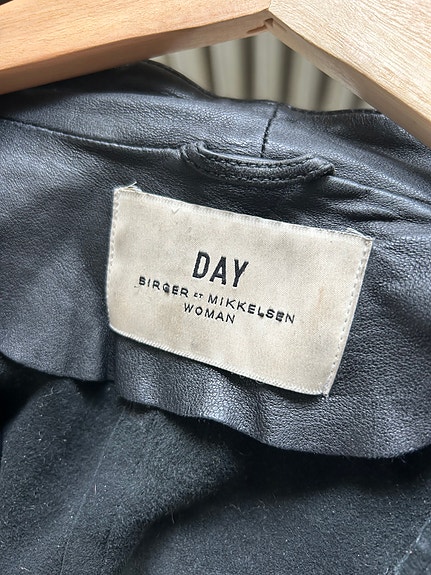 DAY
BIRGER ET MIKKELSEN
WOMAN